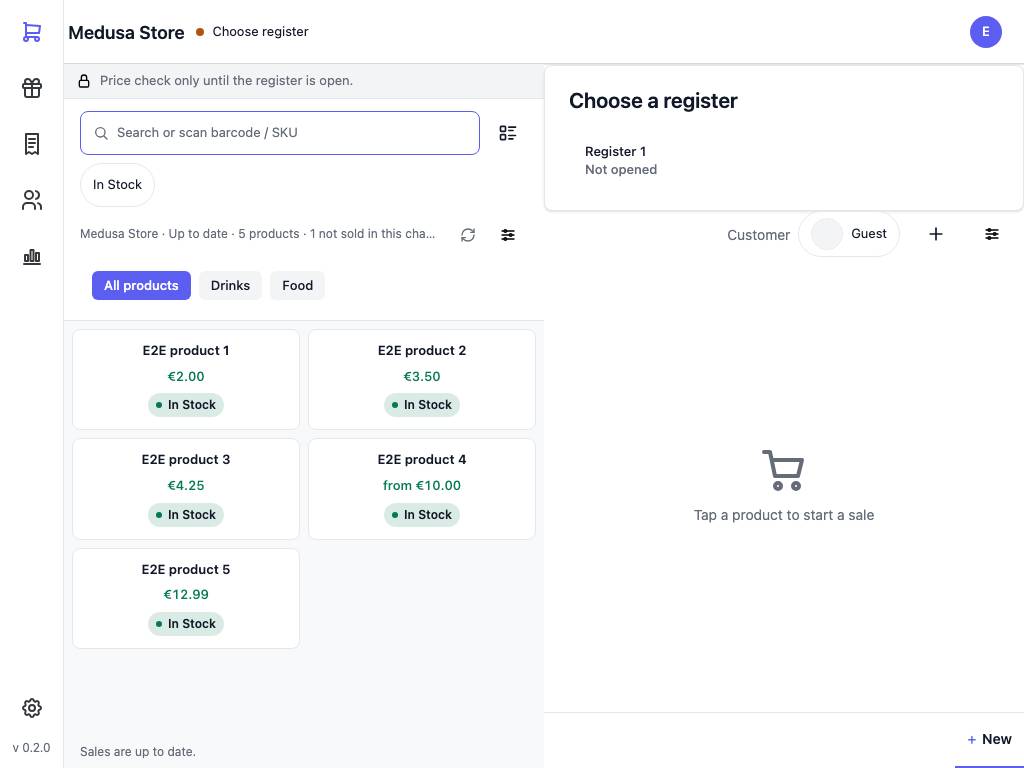 Medusa Store
Choose register
E
Price check only until the register is open.
Search or scan barcode / SKU
In Stock
Medusa Store · Up to date · 5 products · 1 not sold in this cha...
All products
Drinks
Food
E2E product 1
€2.00
In Stock
E2E product 2
€3.50
In Stock
E2E product 3
€4.25
In Stock
E2E product 4
from €10.00
In Stock
E2E product 5
€12.99
In Stock
Sales are up to date.
v 0.2.0
Choose a register
Register 1
Not opened
Customer
Guest
Tap a product to start a sale
+ New